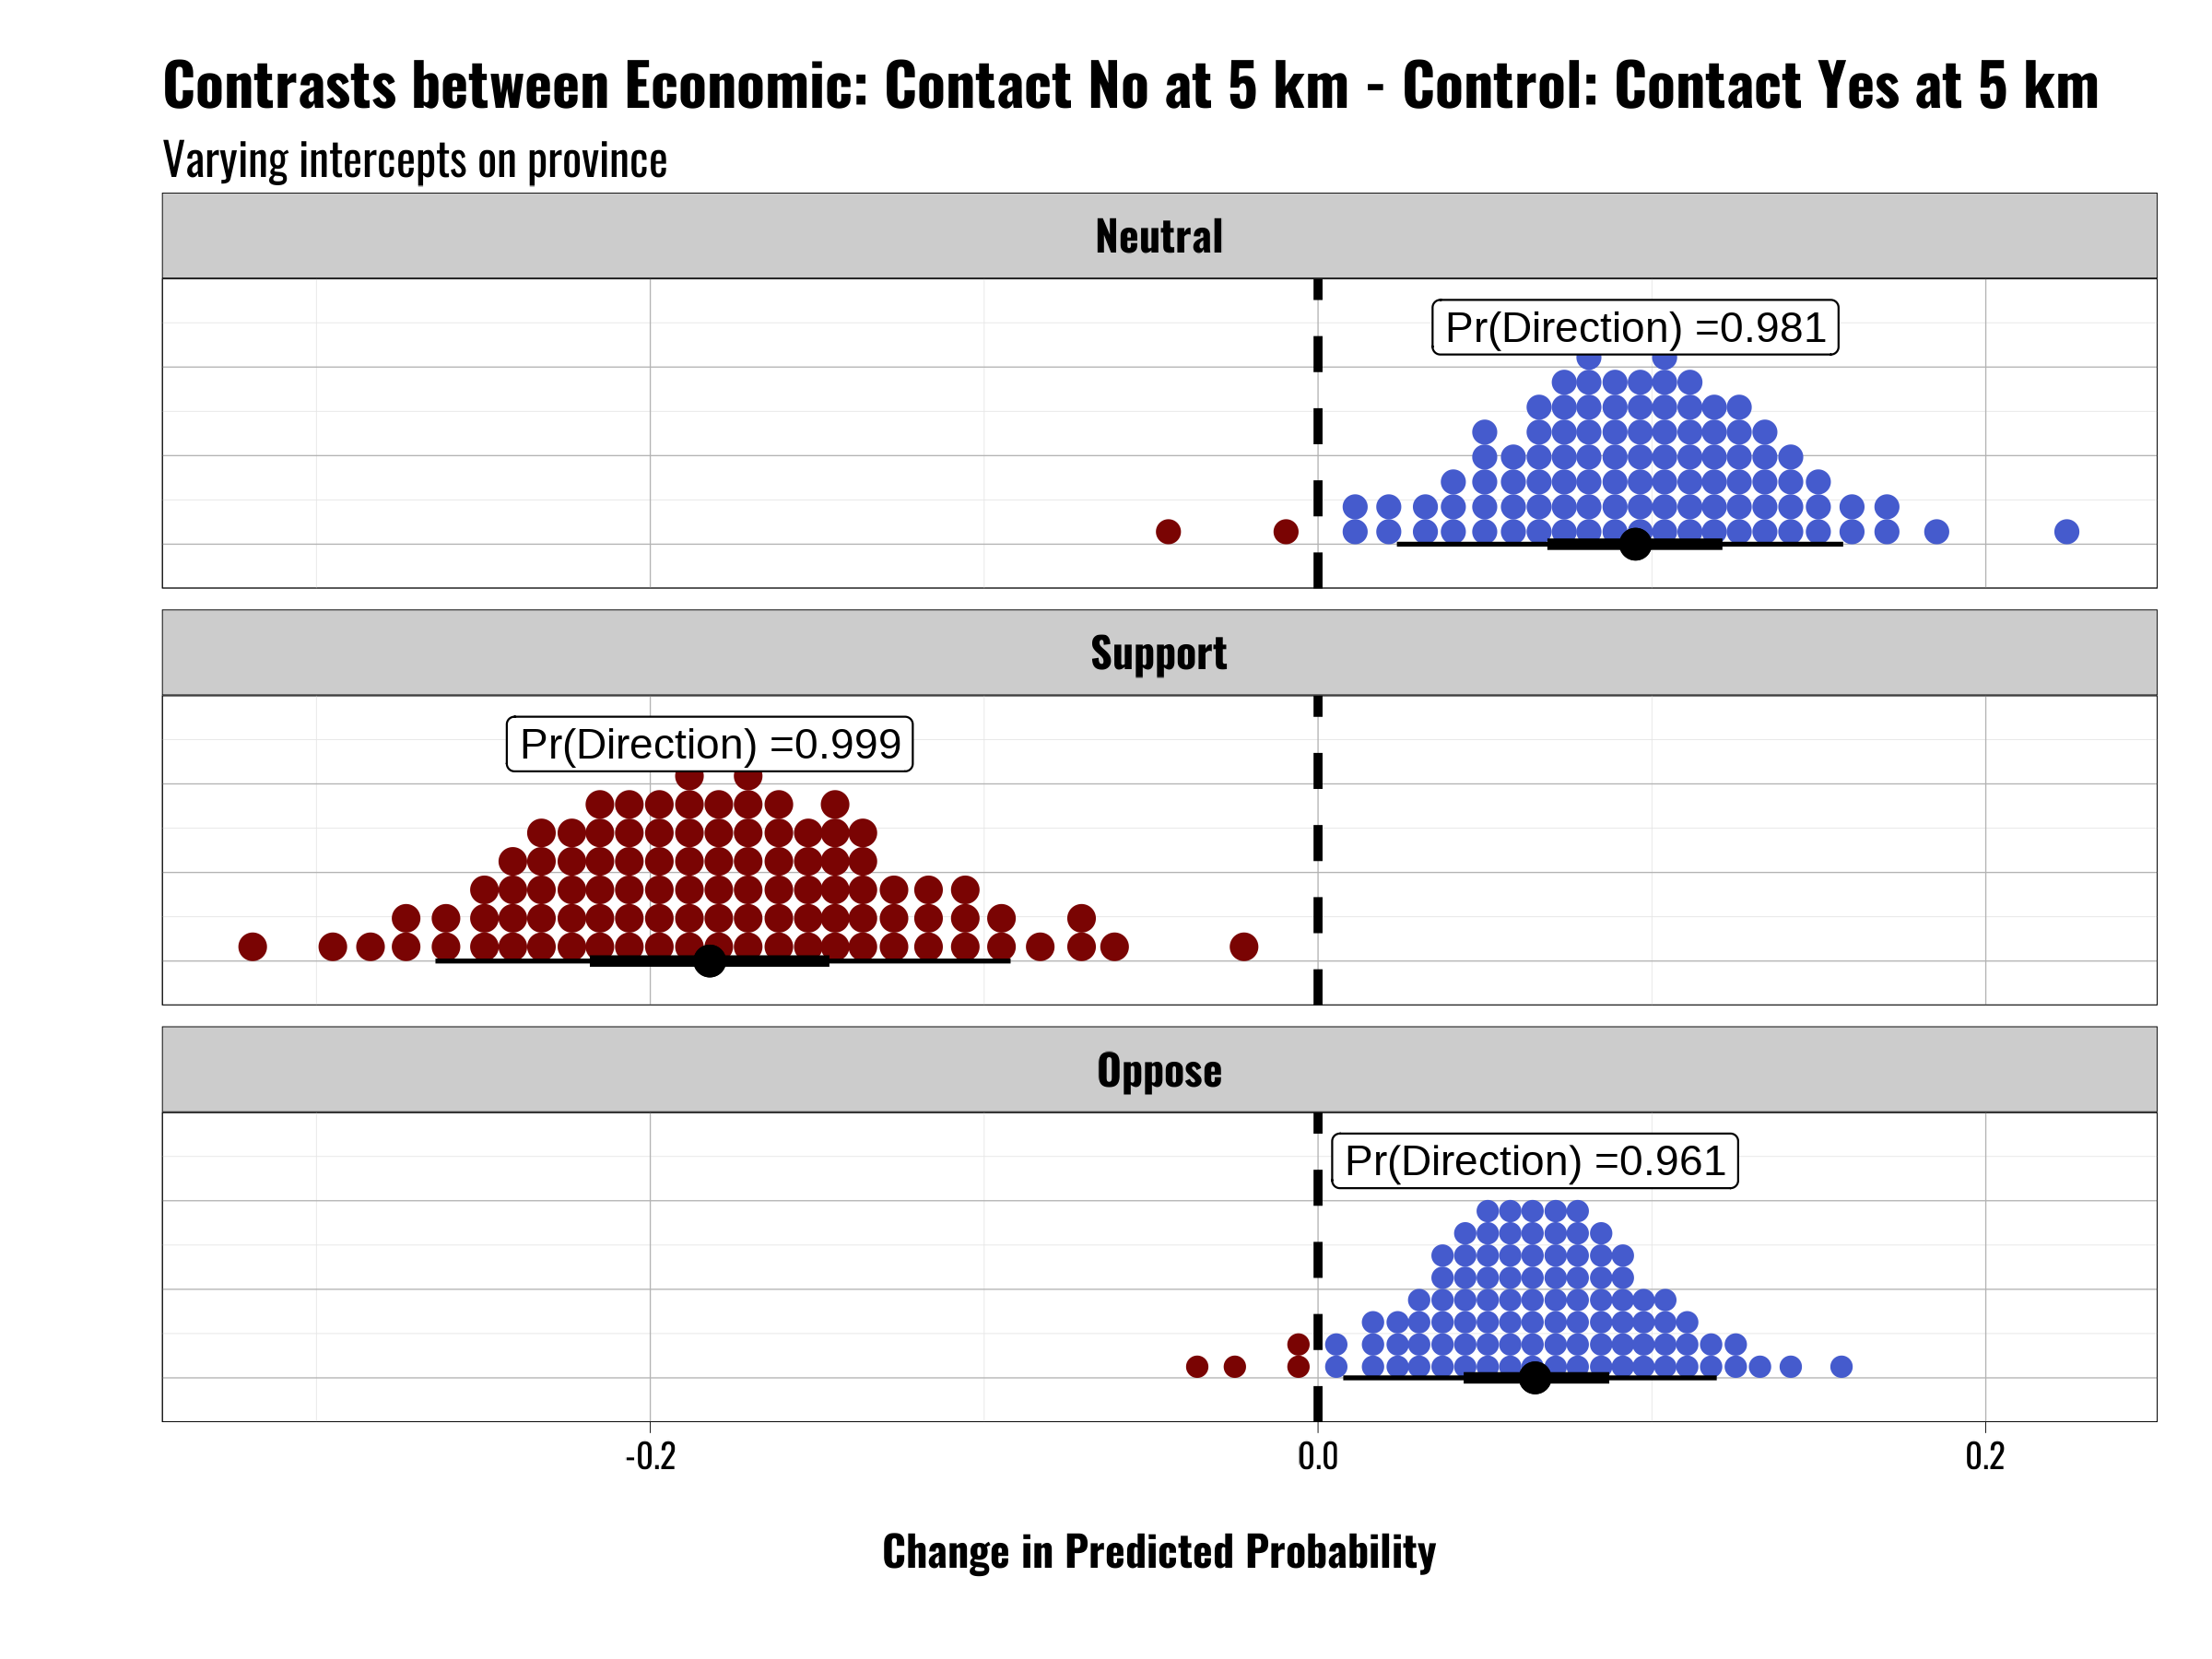 Contrasts between Economic: Contact No at 5 km - Control: Contact Yes at 5 km
Varying intercepts on province
Neutral
Pr(Direction) =0.981
Support
Pr(Direction) =0.999
Oppose
Pr(Direction) =0.961
-0.2 0.0 0.2
Change in Predicted Probability